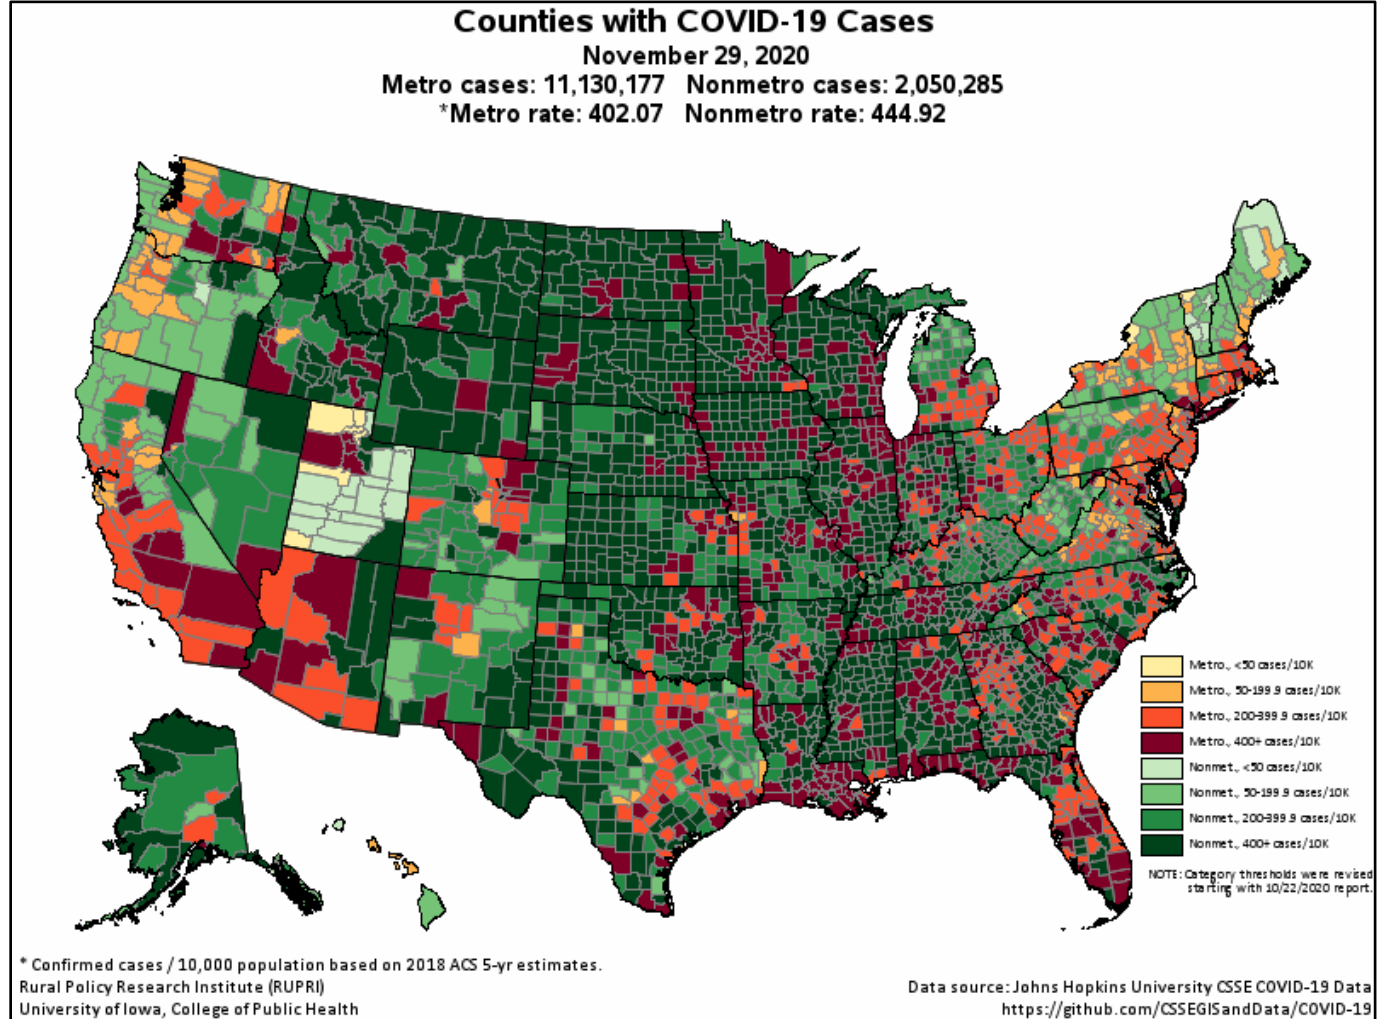 Counties with COVID-19 Cases
November 29, 2020
Metro cases: 11,130,177   Nonmetro cases: 2,050,285
*Metro rate: 402.07   Nonmetro rate: 444.92
Metro., <50 cases/10K
Metro., 50-199.9 cases/10K
Metro., 200-399.9 cases/10K
Metro., 400+ cases/10K
Nonmet., <50 cases/10K
Nonmet., 50-199.9 cases/10K
Nonmet., 200-399.9 cases/10K
Nonmet., 400+ cases/10K
NOTE: Category thresholds were revised
starting with 10/22/2020 report.
* Confirmed cases / 10,000 population based on 2018 ACS 5-yr estimates.
Rural Policy Research Institute (RUPRI)
University of Iowa, College of Public Health
Data source: Johns Hopkins University CSSE COVID-19 Data
https://github.com/CSSEGISandData/COVID-19